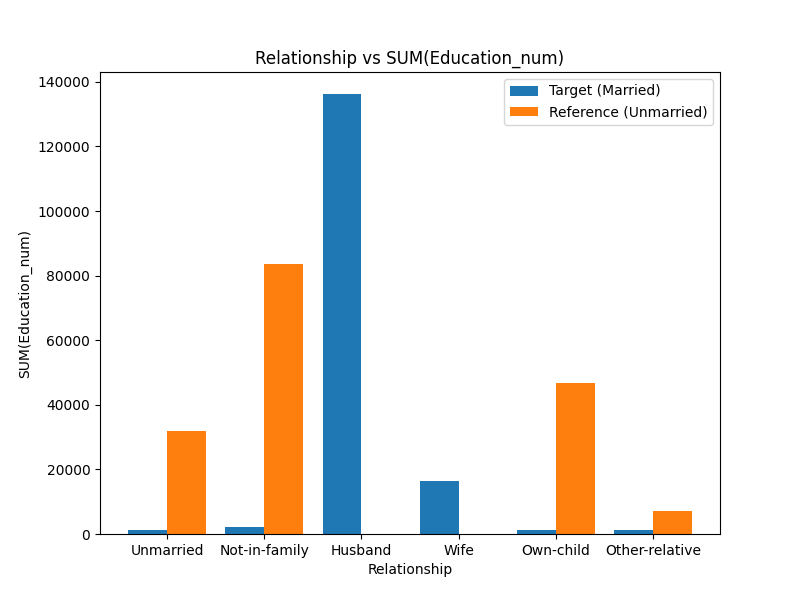 Relationship vs SUM(Education_num)
Target (Married)
Reference (Unmarried)
SUM(Education_num)
140000
120000
100000
80000
60000
40000
20000
0
Unmarried Not-in-family Husband Wife Own-child Other-relative
Relationship